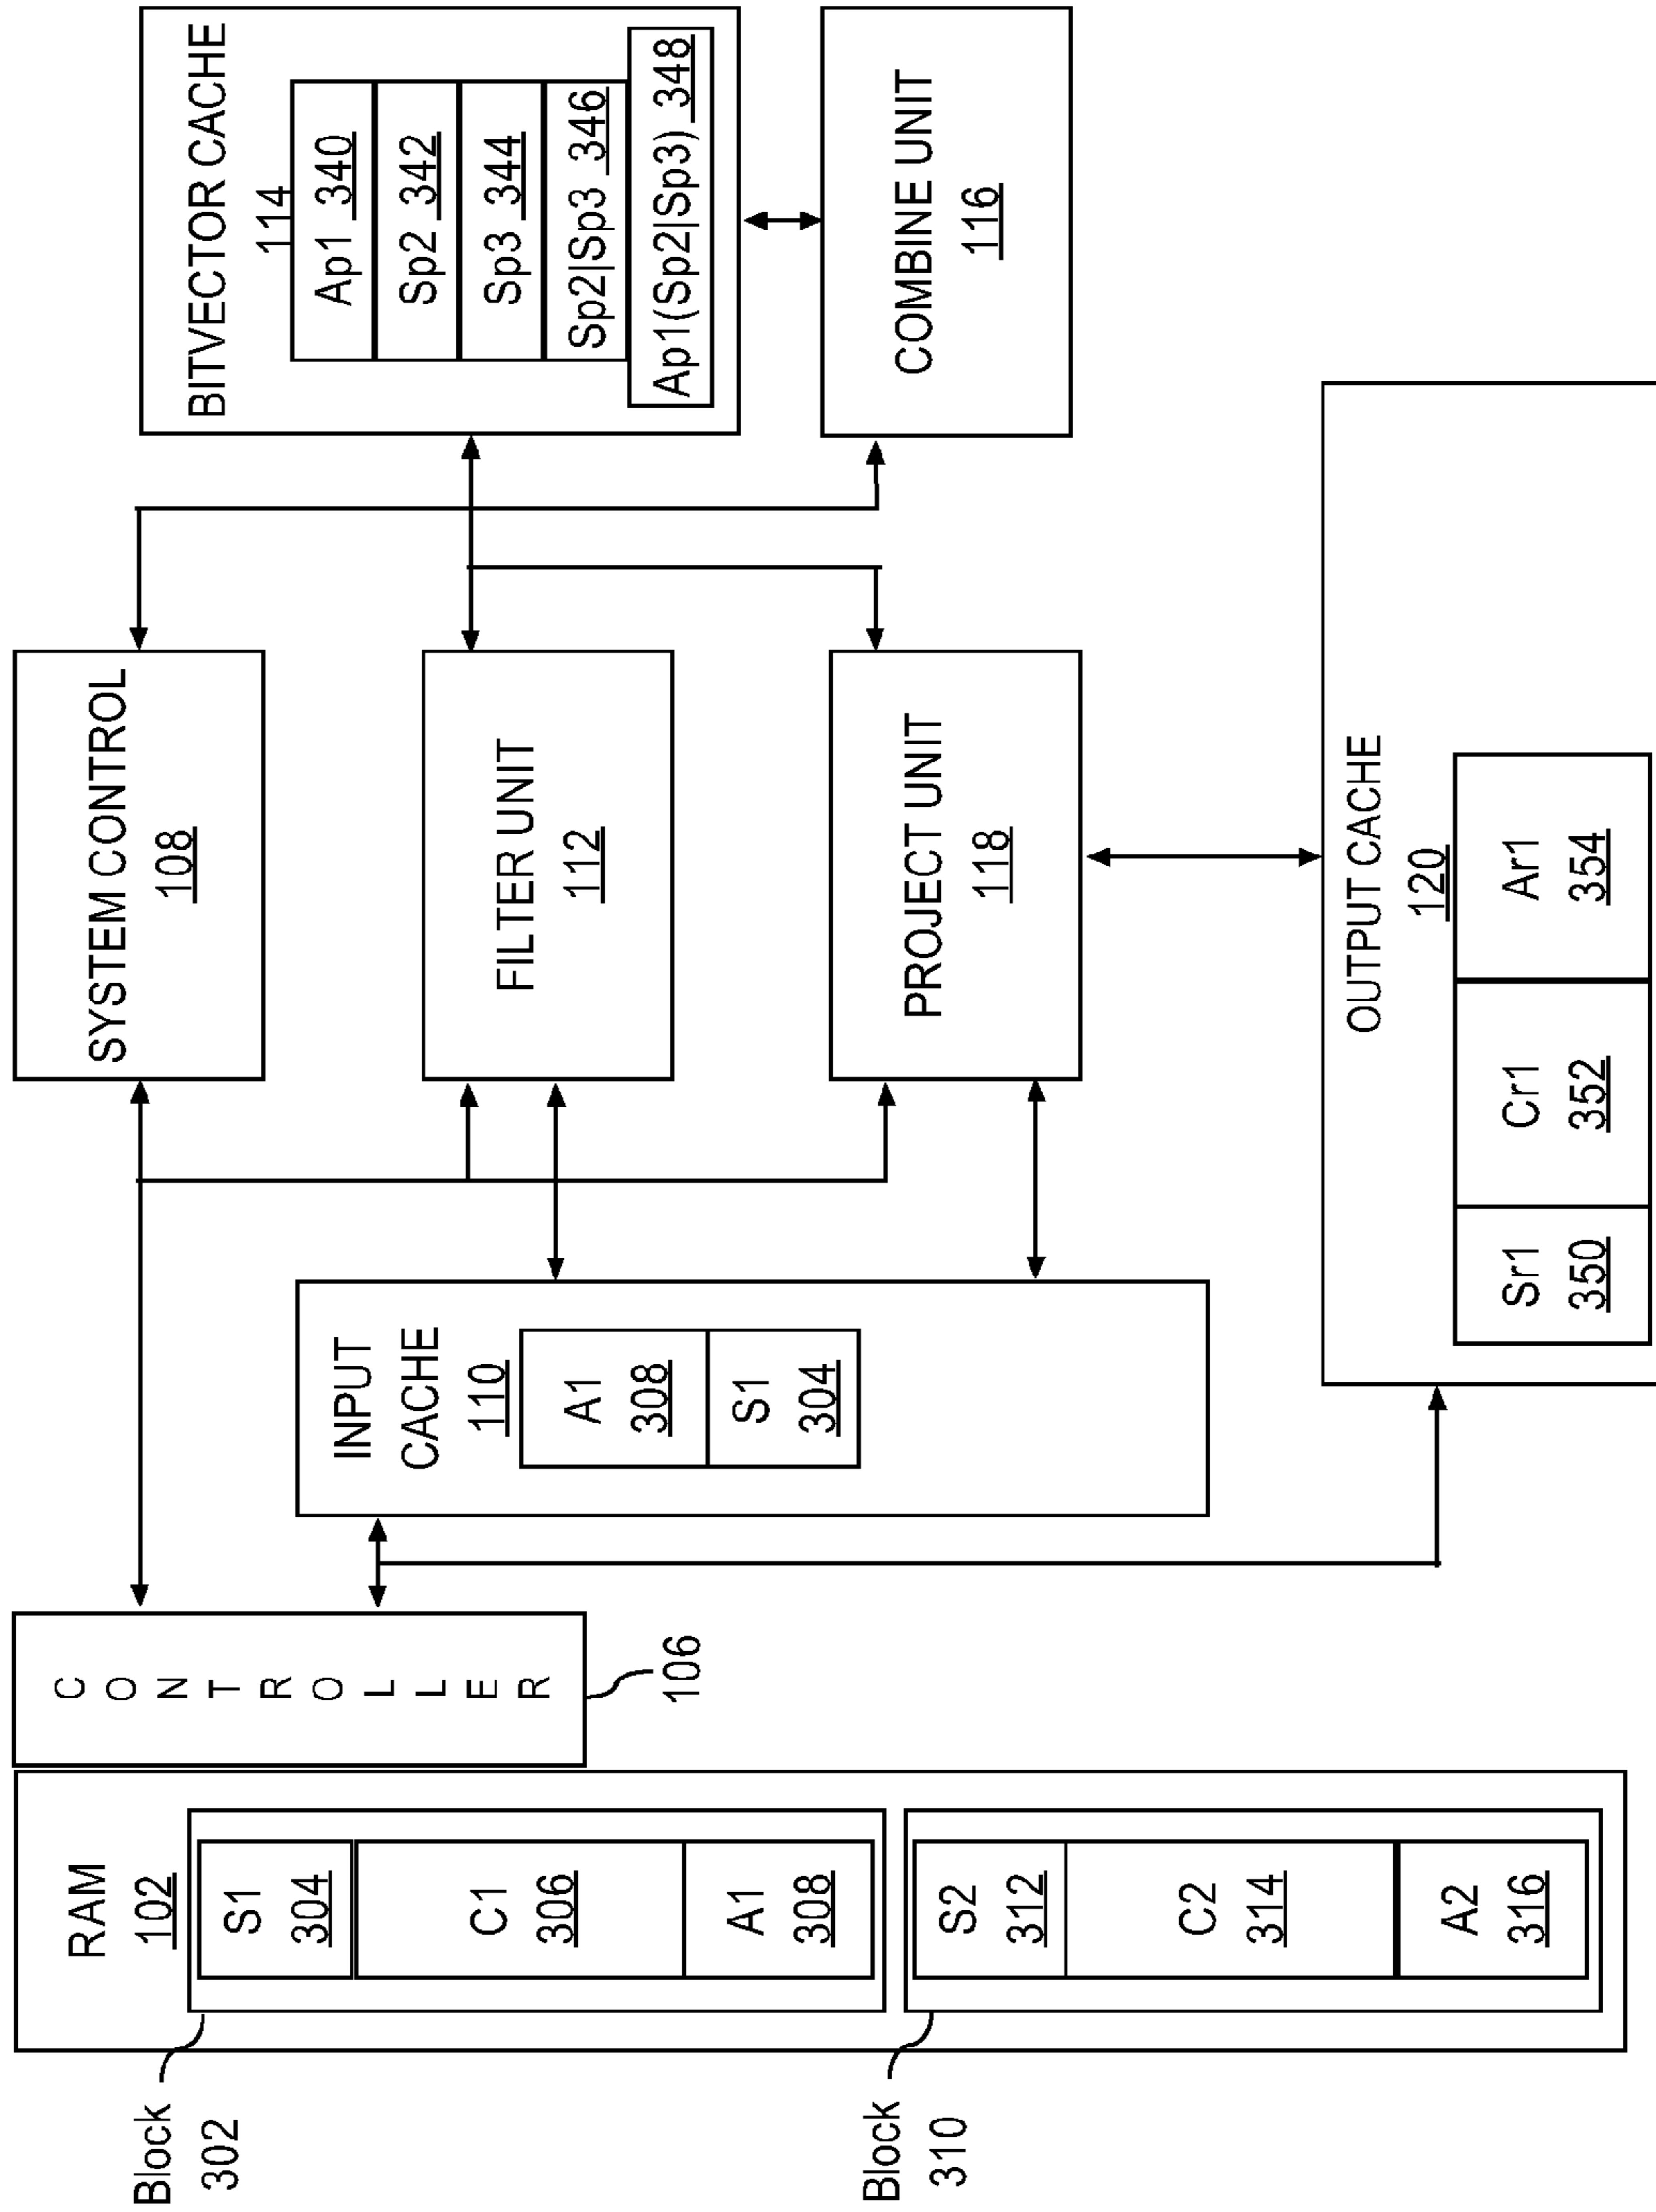 Block
302
Block
310
RAM
102
S1
304
C1
306
A1
308
S2
312
C2
314
A2
316
CONTROLLER
106
INPUT
CACHE
110
A1
308
S1
304
SYSTEM CONTROL
108
FILTER UNIT
112
PROJECT UNIT
118
BITVECTOR CACHE
114
Ap1 340
Sp2 342
Sp3 344
Sp2|Sp3 346
Ap1(Sp2|Sp3) 348
COMBINE UNIT
116
OUTPUT CACHE
120
Sr1
350
Cr1
352
Ar1
354